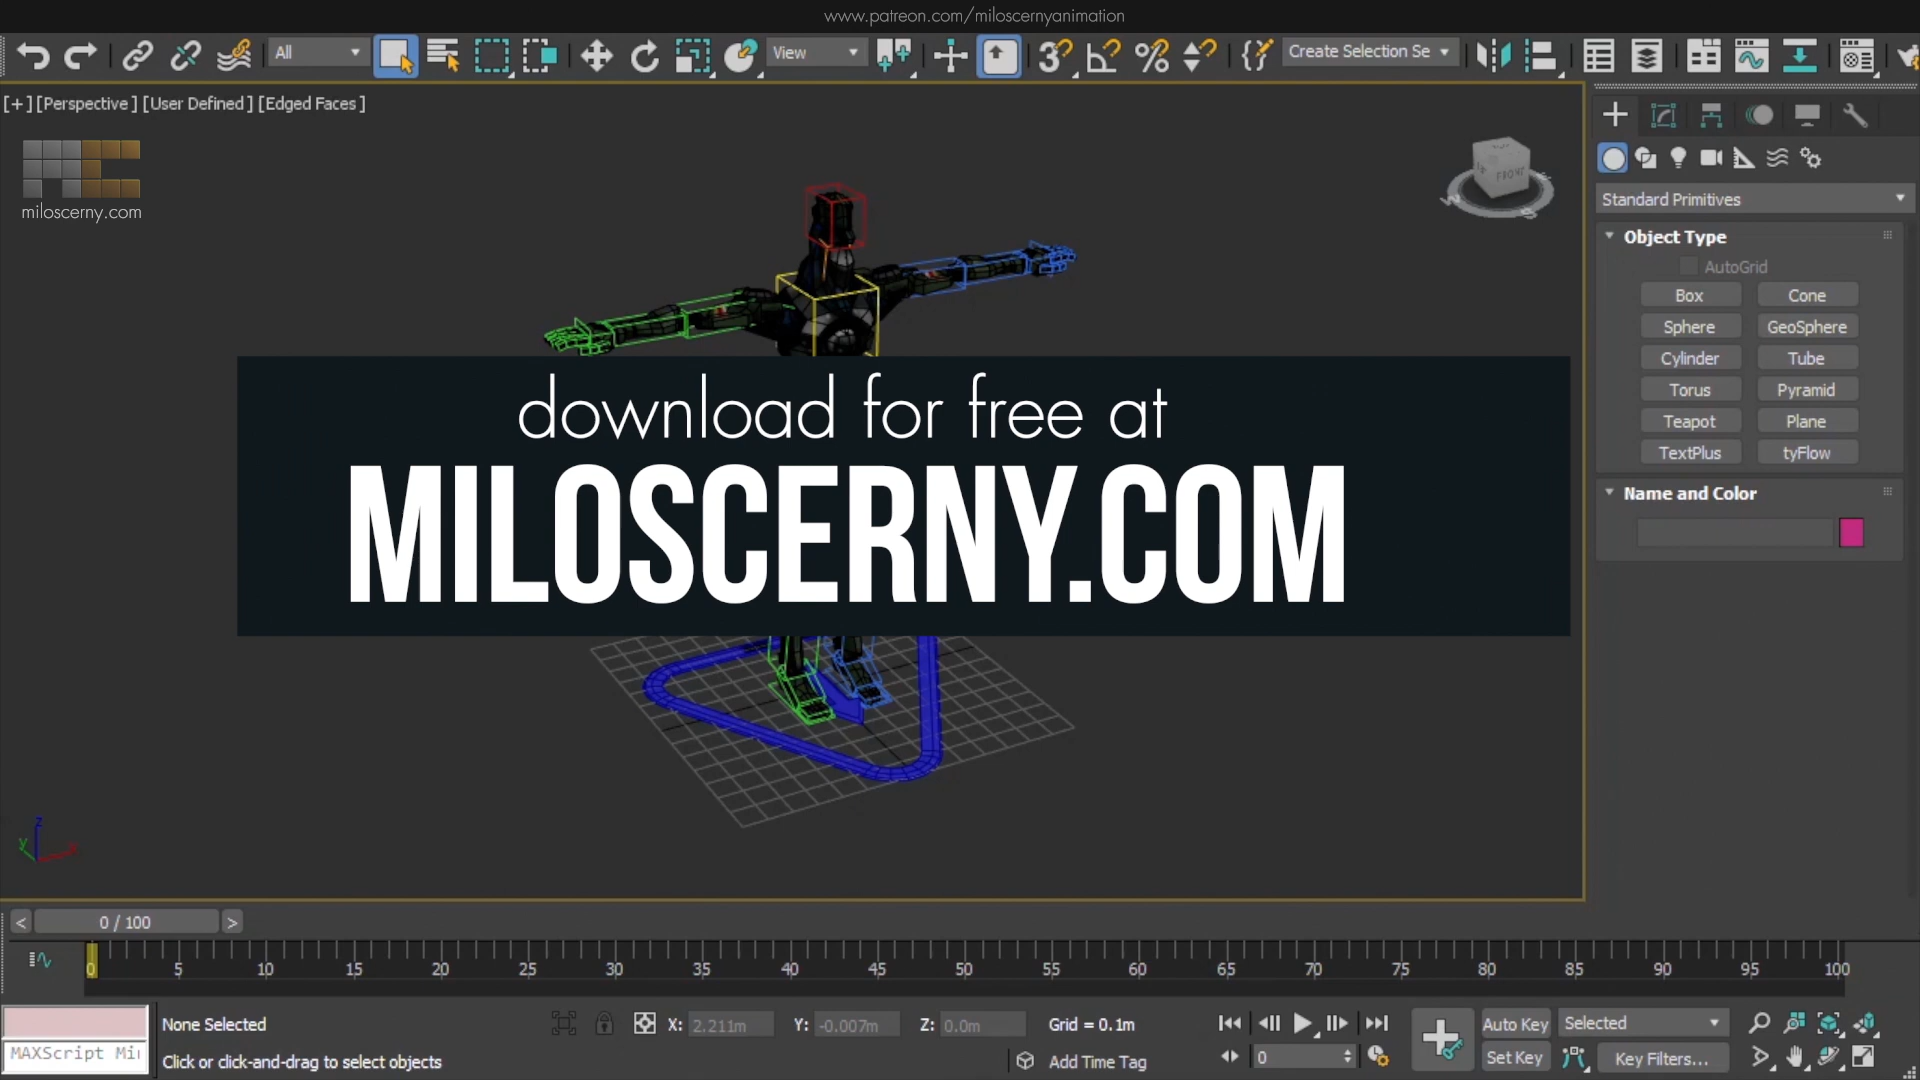 www.patreon.com/miloscernyanimation
All
View
3
Create Selection Se
[+] [Perspective ] [User Defined ] [Edged Faces ]
miloscerny.com
FRONT
Standard Primitives
Object Type
AutoGrid
Box Cone
Sphere GeoSphere
Cylinder Tube
Torus Pyramid
Teapot Plane
TextPlus tyFlow
Name and Color
download for free at
MILOSCERNY.COM
z
y
x
< 0 / 100 >
0 5 10 15 20 25 30 35 40 45 50 55 60 65 70 75 80 85 90 95 100
None Selected X: 2.211m Y: -0.007m Z: 0.0m Grid = 0.1m Auto Key Selected
MAXScript Mi
Click or click-and-drag to select objects Add Time Tag 0 Set Key Key Filters...